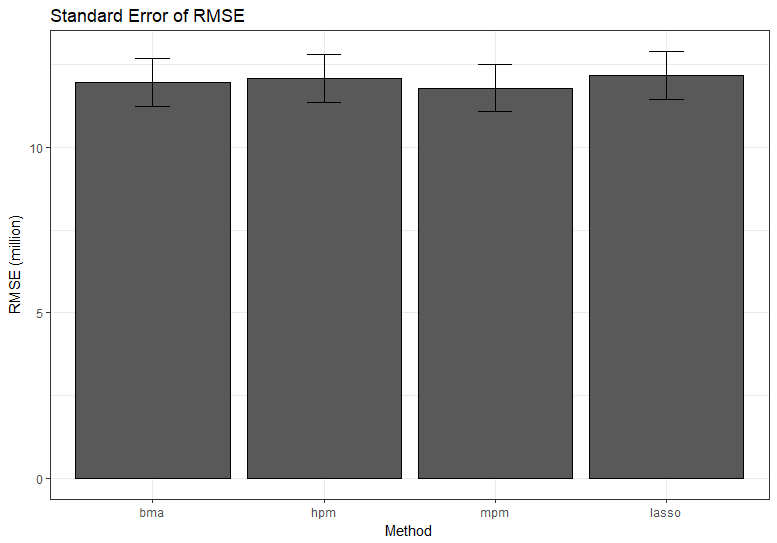 Standard Error of RMSE
RMSE (million)
10
5
0
bma hpm mpm lasso
Method